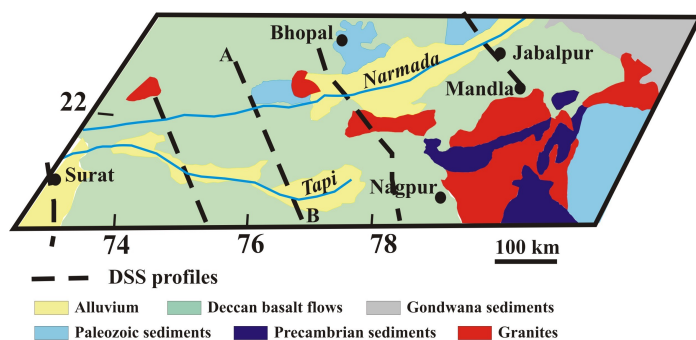 Bhopal
A
Narmada
Jabalpur
Mandla
22
Surat
Tapi
Nagpur
B
74
76
78
100 km
DSS profiles
Alluvium
Deccan basalt flows
Gondwana sediments
Paleozoic sediments
Precambrian sediments
Granites